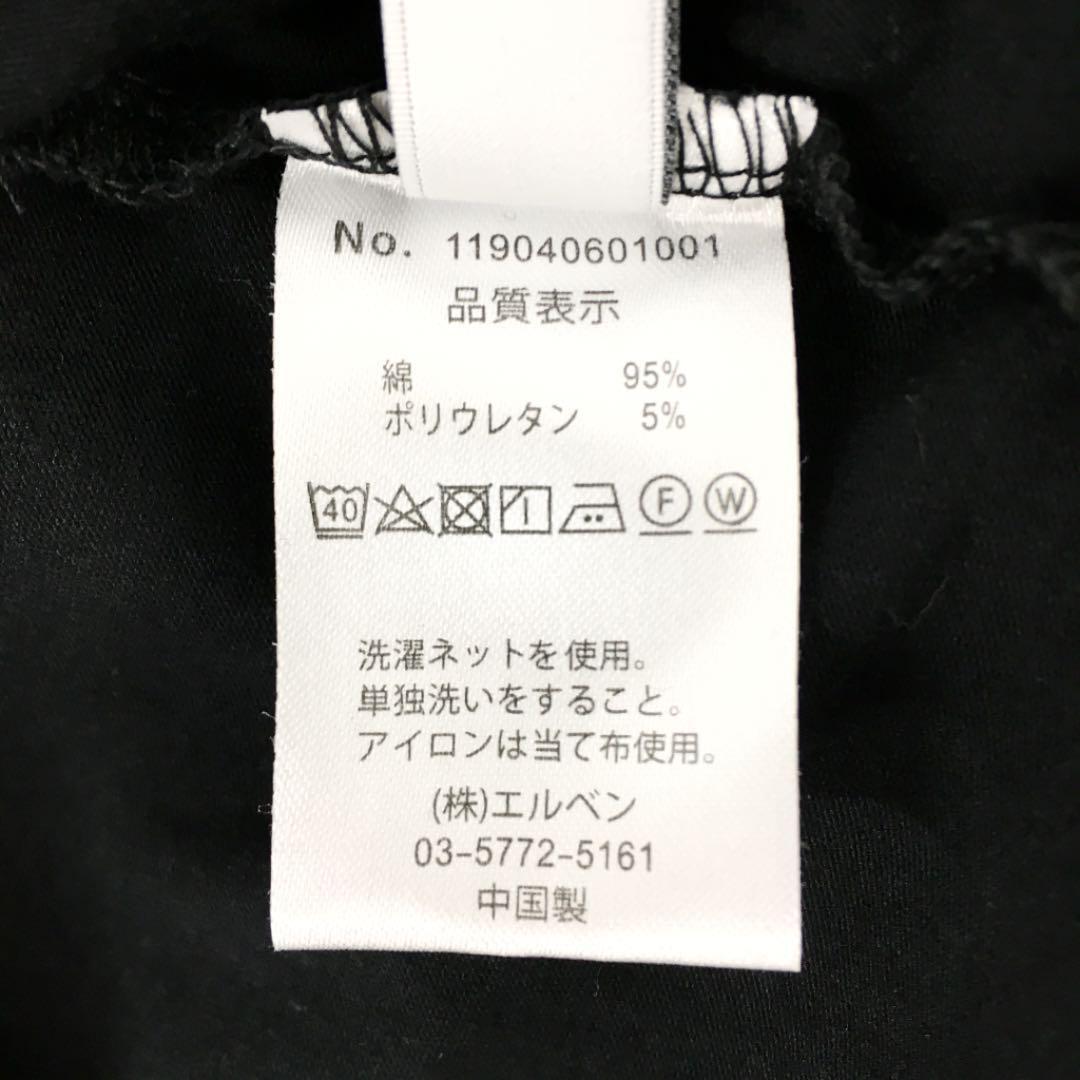 No. 119040601001
品質表示
綿 95%
ポリウレタン 5%
40 F W
洗濯ネットを使用。
単独洗いをすること。
アイロンは当て布使用。
(株)エルベン
03-5772-5161
中国製